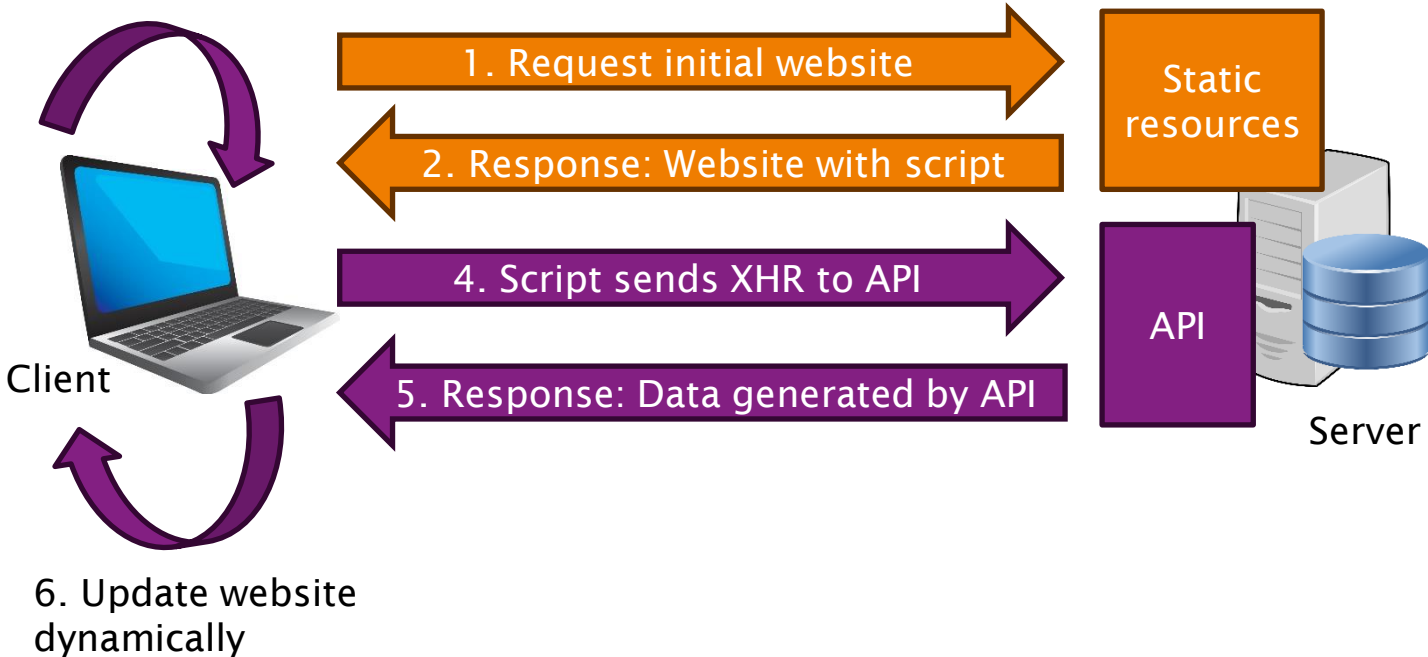 1. Request initial website
Static
resources
2. Response: Website with script
4. Script sends XHR to API
API
Client
5. Response: Data generated by API
Server
6. Update website
dynamically